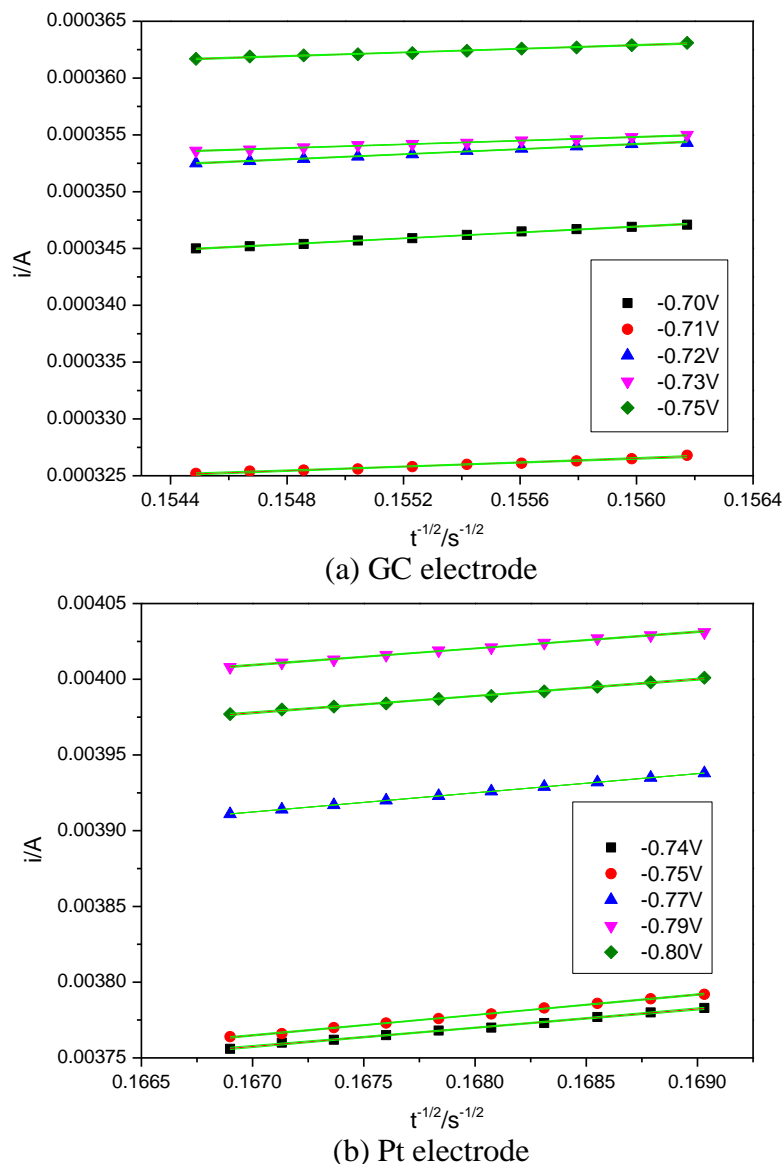 0.000365
0.000360
0.000355
0.000350
0.000345
0.000340
0.000335
0.000330
0.000325
i/A
-0.70V
-0.71V
-0.72V
-0.73V
-0.75V
0.1544 0.1548 0.1552 0.1556 0.1560 0.1564
t-1/2/s-1/2
(a) GC electrode
0.00405
0.00400
0.00395
0.00390
0.00385
0.00380
0.00375
i/A
-0.74V
-0.75V
-0.77V
-0.79V
-0.80V
0.1665 0.1670 0.1675 0.1680 0.1685 0.1690
t-1/2/s-1/2
(b) Pt electrode